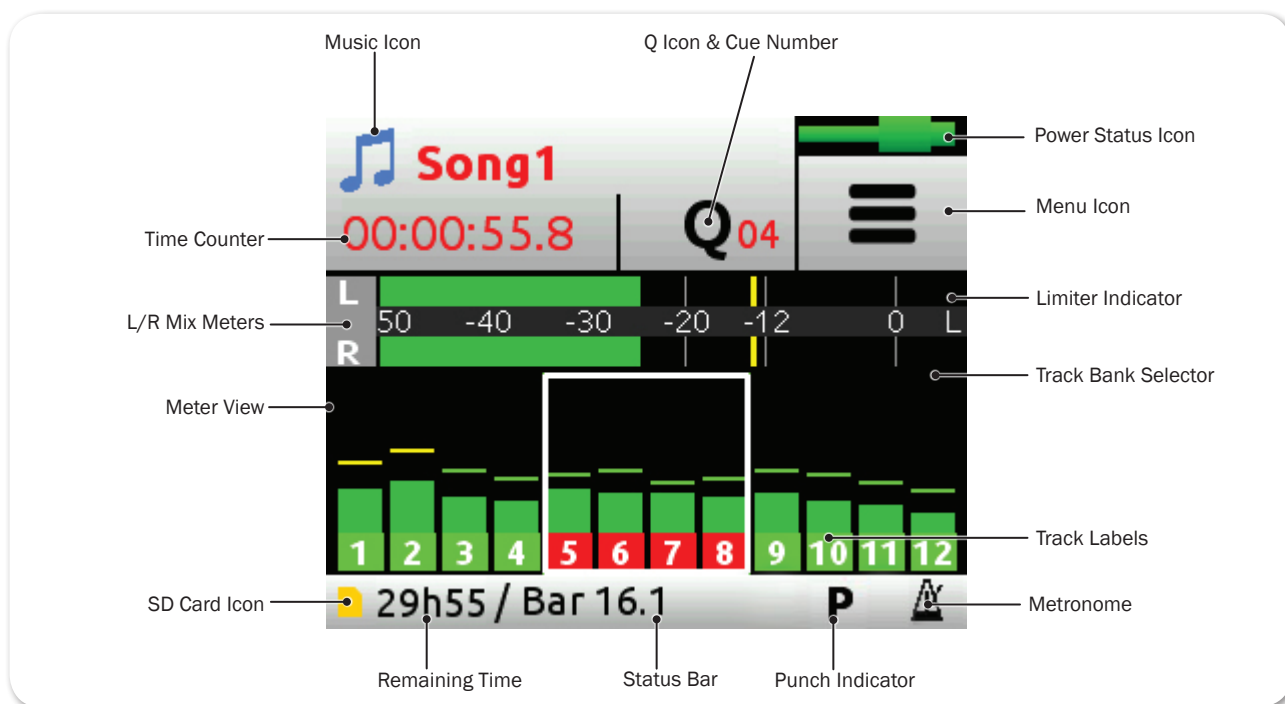 Music Icon
Q Icon & Cue Number
Power Status Icon
Song1
Menu Icon
Time Counter
00:00:55.8
Q 04
L
Limiter Indicator
L/R Mix Meters
50 -40 -30 -20 -12 0 L
R
Track Bank Selector
Meter View
1 2 3 4 5 6 7 8 9 10 11 12
Track Labels
SD Card Icon
29h55 / Bar 16.1 P
Metronome
Remaining Time
Status Bar
Punch Indicator